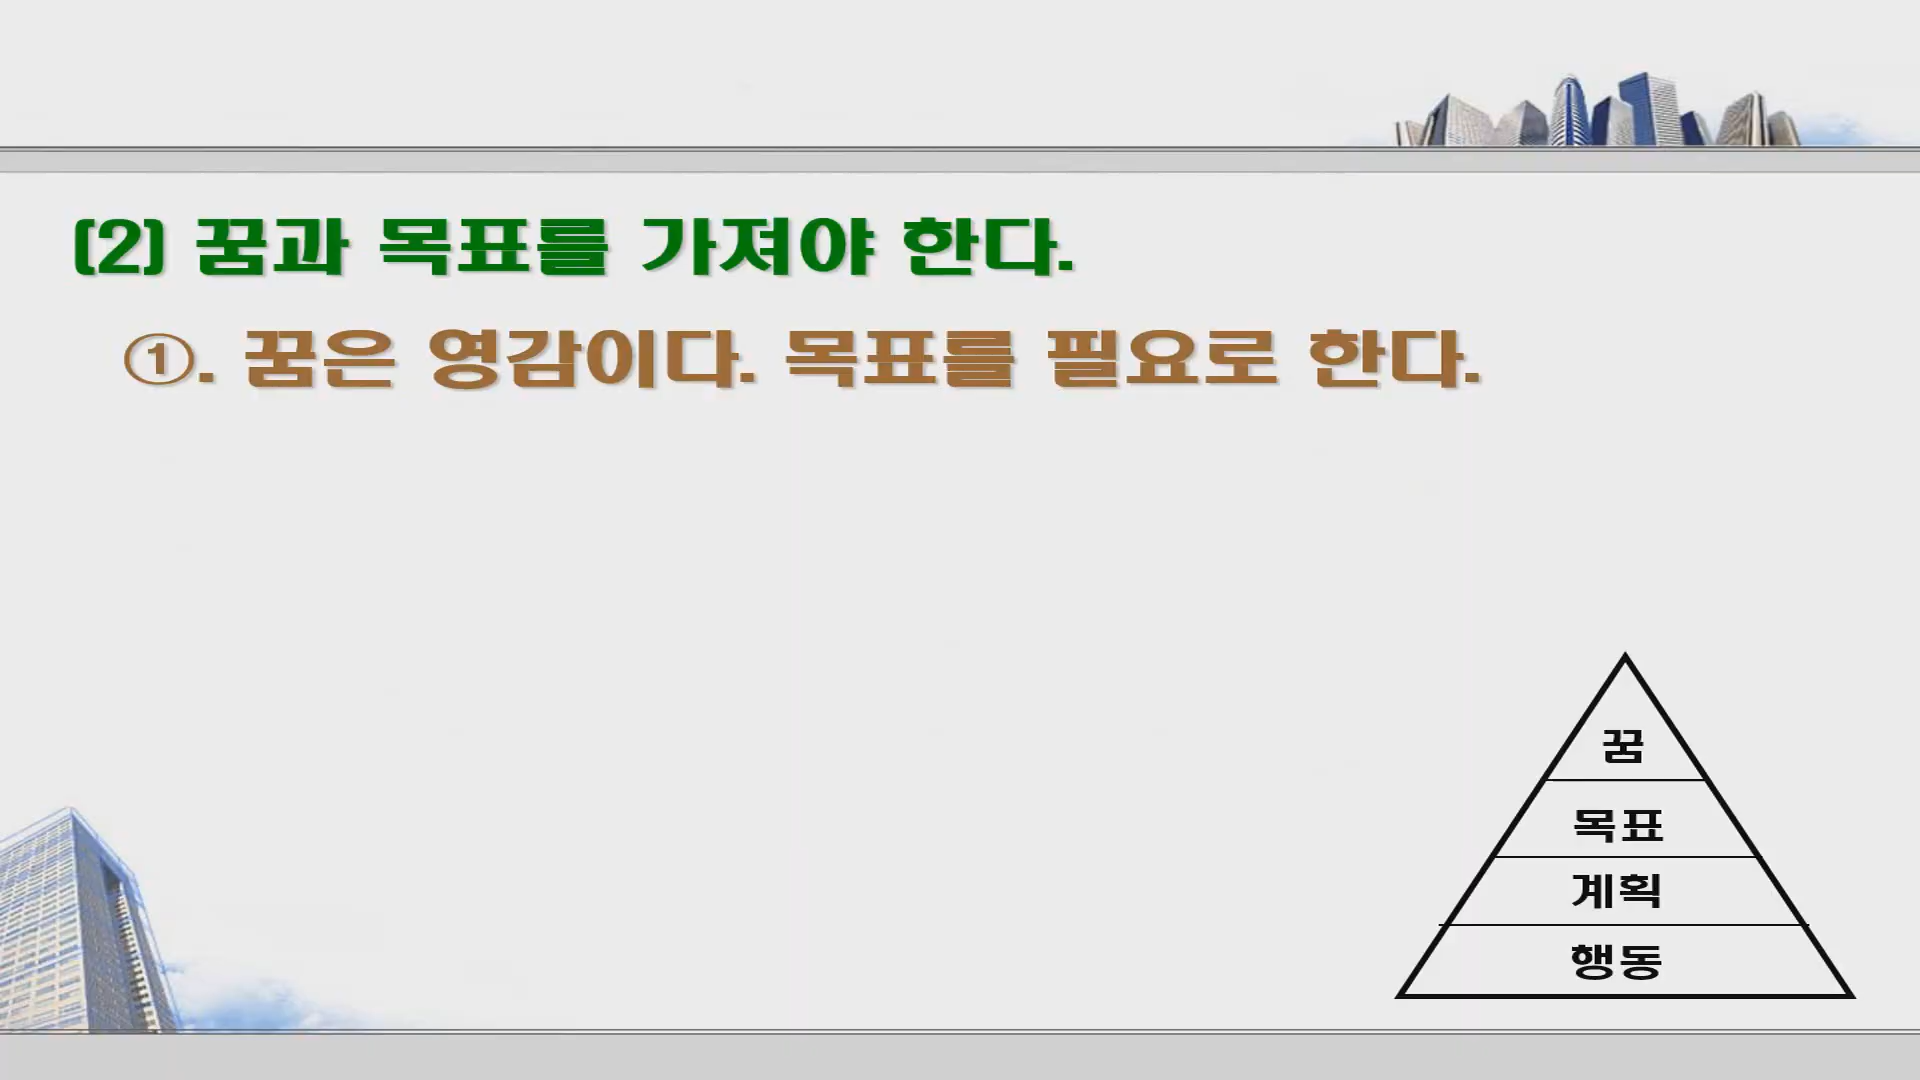 (2) 꿈과 목표를 가져야 한다.
①. 꿈은 영감이다. 목표를 필요로 한다.
꿈
목표
계획
행동